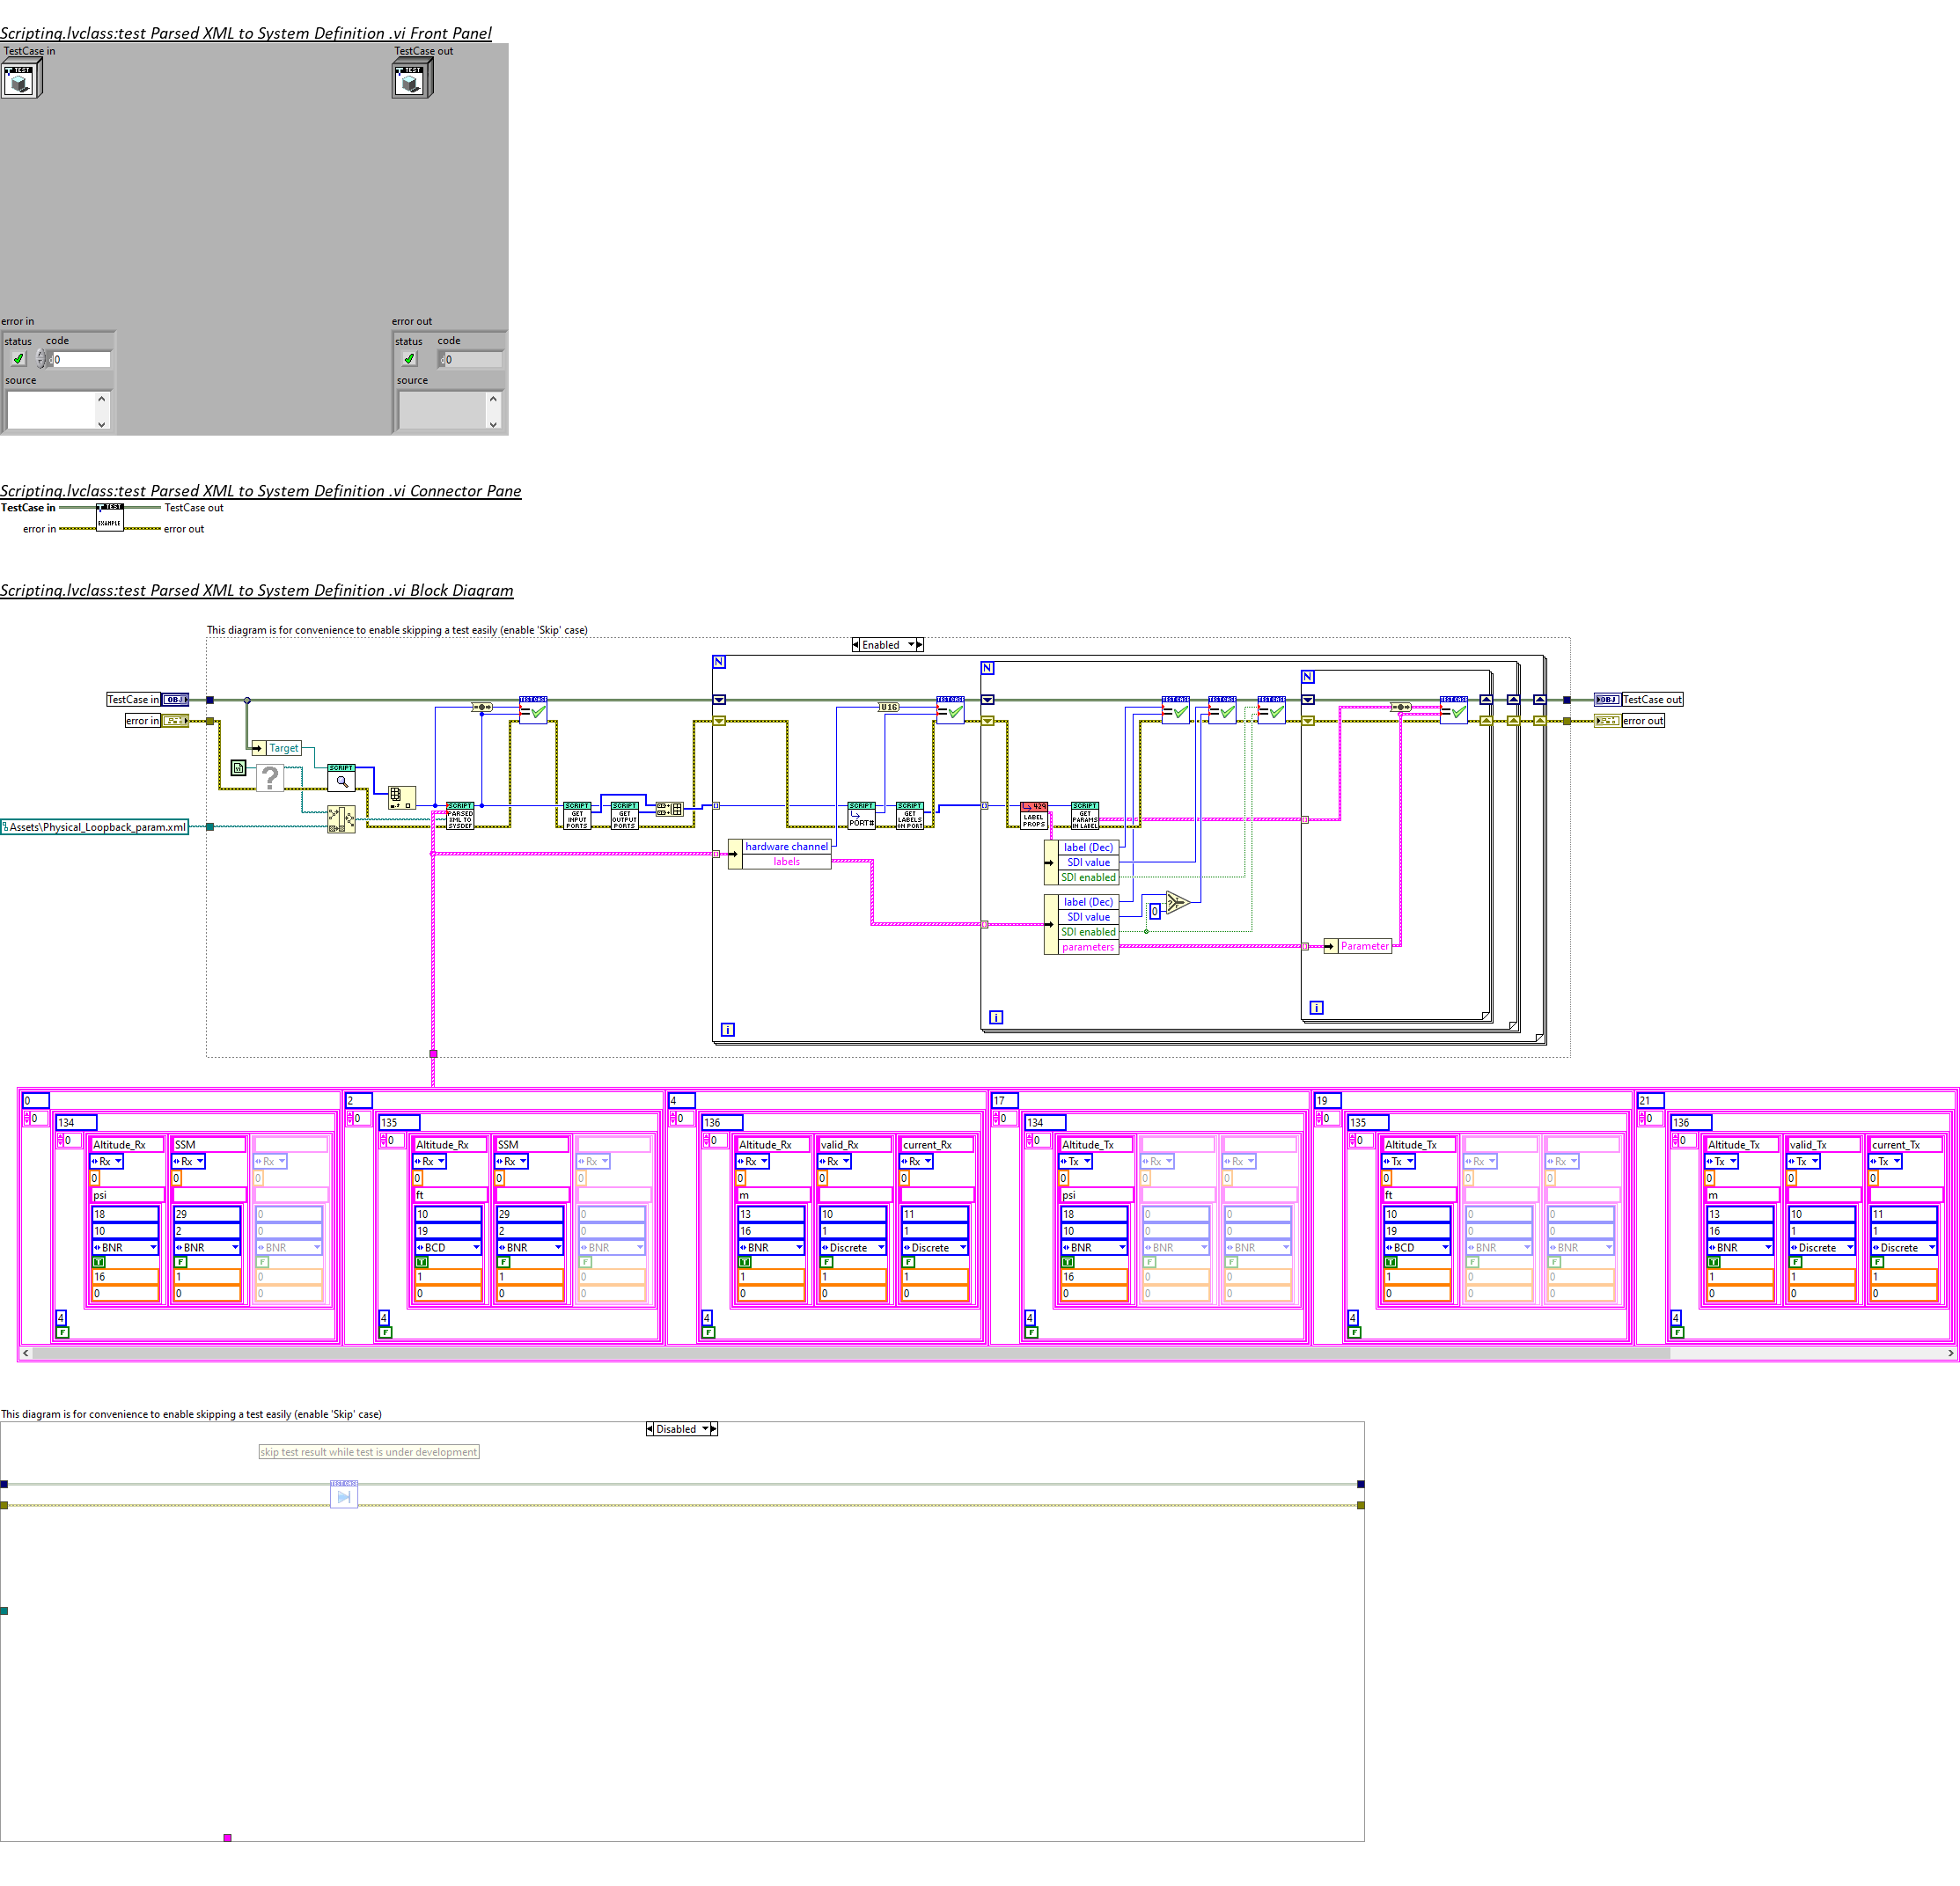 Scripting.lvclass:test Parsed XML to System Definition .vi Front Panel
TestCase in
TestCase out
TEST
TEST
error in
error out
status code
status code
0
0
source
source
Scripting.lvclass:test Parsed XML to System Definition .vi Connector Pane
TestCase in
TEST
TestCase out
EXAMPLE
error in
error out
Scripting.lvclass:test Parsed XML to System Definition .vi Block Diagram
This diagram is for convenience to enable skipping a test easily (enable 'Skip' case)
Enabled
N
N
N
TestCase in
OBJ
TestCase out
OBJ
error in
error out
U16
Target
SCRIPT
Assets\Physical_Loopback_param.xml
SCRIPT PARSED XML TO SYSDEF
SCRIPT GET INPUT PORTS
SCRIPT GET OUTPUT PORTS
SCRIPT PORT#
SCRIPT GET LABELS IN PORT
429 LABEL PROPS
SCRIPT GET PARAMS IN LABEL
hardware channel
labels
label (Dec)
SDI value
SDI enabled
label (Dec)
SDI value
SDI enabled
parameters
0
Parameter
i
i
i
0 2 4 17 19 21
0 134 0 135 0 136 0 134 0 135 0 136
0 Altitude_Rx SSM 0 Altitude_Rx SSM 0 Altitude_Rx valid_Rx current_Rx 0 Altitude_Tx 0 Altitude_Tx 0 Altitude_Tx valid_Tx current_Tx
Rx Rx Rx Rx Rx Rx Rx Rx Rx Tx Rx Rx Tx Rx Rx Tx Tx Tx
0 0 0 0 0 0 0 0 0 0 0 0 0 0 0 0 0 0
psi ft m psi ft m
18 29 0 10 29 0 13 10 11 18 0 0 10 0 0 13 10 11
10 2 0 19 2 0 16 1 1 10 0 0 19 0 0 16 1 1
BNR BNR BNR BCD BNR BNR BNR Discrete Discrete BNR BNR BNR BCD BNR BNR BNR Discrete Discrete
T F F T F F T F F T F F T F F T F F
16 1 0 1 1 0 1 1 1 16 0 0 1 0 0 1 1 1
0 0 0 0 0 0 0 0 0 0 0 0 0 0 0 0 0 0
4 4 4 4 4 4
F F F F F F
This diagram is for convenience to enable skipping a test easily (enable 'Skip' case)
Disabled
skip test result while test is under development